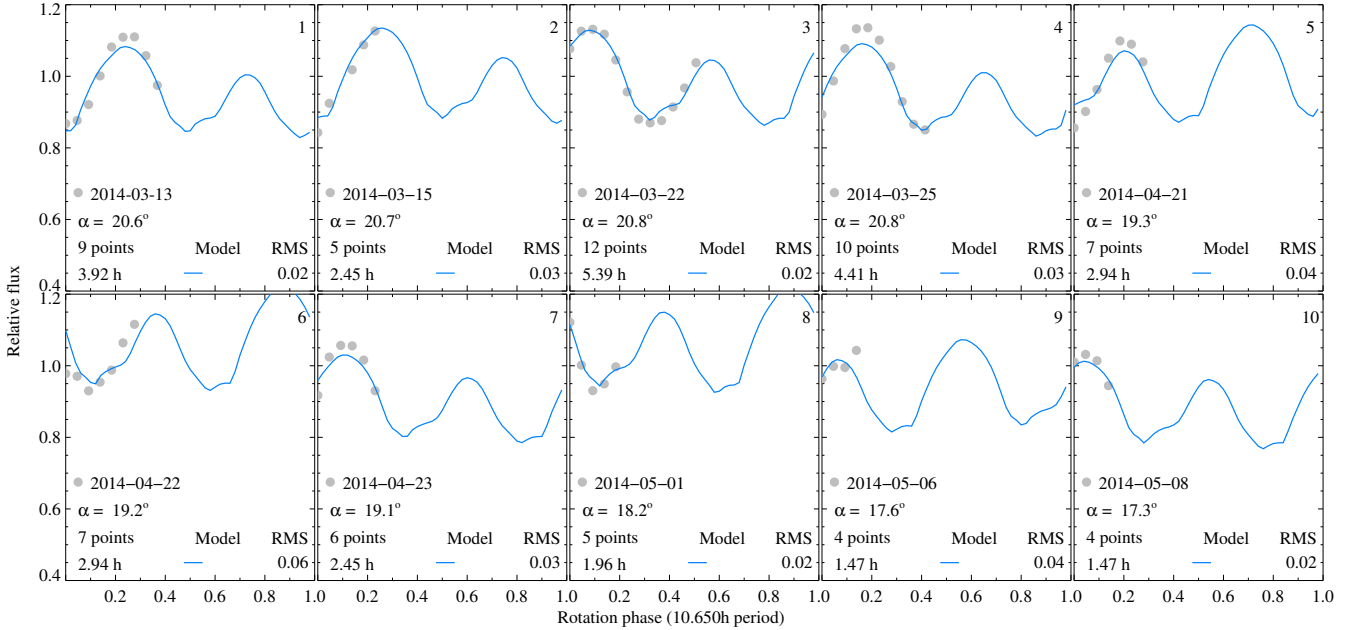 1.2
1.0
0.8
0.6
0.4
1
2014-03-13
α = 20.6°
9 points Model RMS
3.92 h 0.02
2
2014−03−15
α = 20.7°
5 points Model RMS
2.45 h 0.03
3
2014−03−22
α = 20.8°
12 points Model RMS
5.39 h 0.02
4
2014−03−25
α = 20.8°
10 points Model RMS
4.41 h 0.03
5
2014−04−21
α = 19.3°
7 points Model RMS
2.94 h 0.04
Relative flux
1.2
1.0
0.8
0.6
0.4
6
2014−04−22
α = 19.2°
7 points Model RMS
2.94 h 0.06
7
2014−04−23
α = 19.1°
6 points Model RMS
2.45 h 0.03
8
2014−05−01
α = 18.2°
5 points Model RMS
1.96 h 0.02
9
2014−05−06
α = 17.6°
4 points Model RMS
1.47 h 0.04
10
2014−05−08
α = 17.3°
4 points Model RMS
1.47 h 0.02
0.2 0.4 0.6 0.8 1.0 0.2 0.4 0.6 0.8 1.0 0.2 0.4 0.6 0.8 1.0 0.2 0.4 0.6 0.8 1.0 0.2 0.4 0.6 0.8 1.0
Rotation phase (10.650h period)